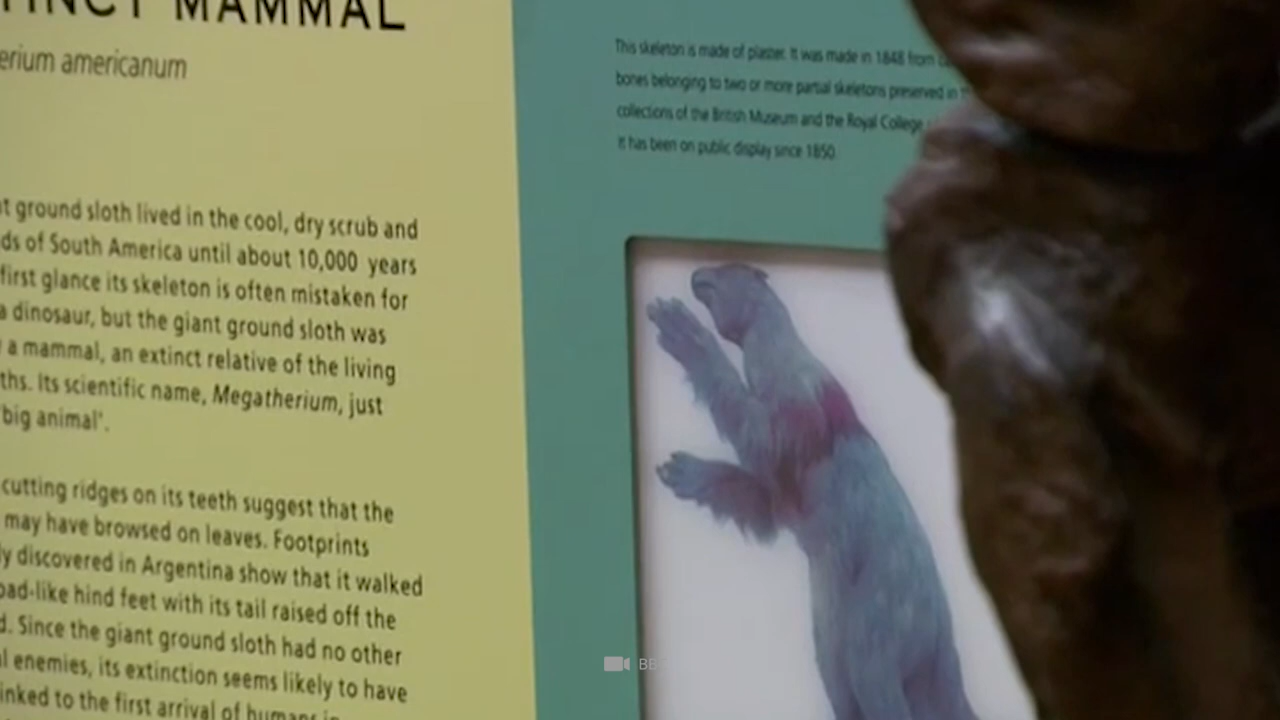 TINCT MAMMAL
erium americanum
t ground sloth lived in the cool, dry scrub and
ds of South America until about 10,000 years
first glance its skeleton is often mistaken for
a dinosaur, but the giant ground sloth was
a mammal, an extinct relative of the living
ths. Its scientific name, Megatherium, just
'big animal'.
cutting ridges on its teeth suggest that the
may have browsed on leaves. Footprints
ly discovered in Argentina show that it walked
pad-like hind feet with its tail raised off the
d. Since the giant ground sloth had no other
l enemies, its extinction seems likely to have
inked to the first arrival of humans in
This skeleton is made of plaster. It was made in 1848 from
bones belonging to two or more partial skeletons preserved in
collections of the British Museum and the Royal College
It has been on public display since 1850.